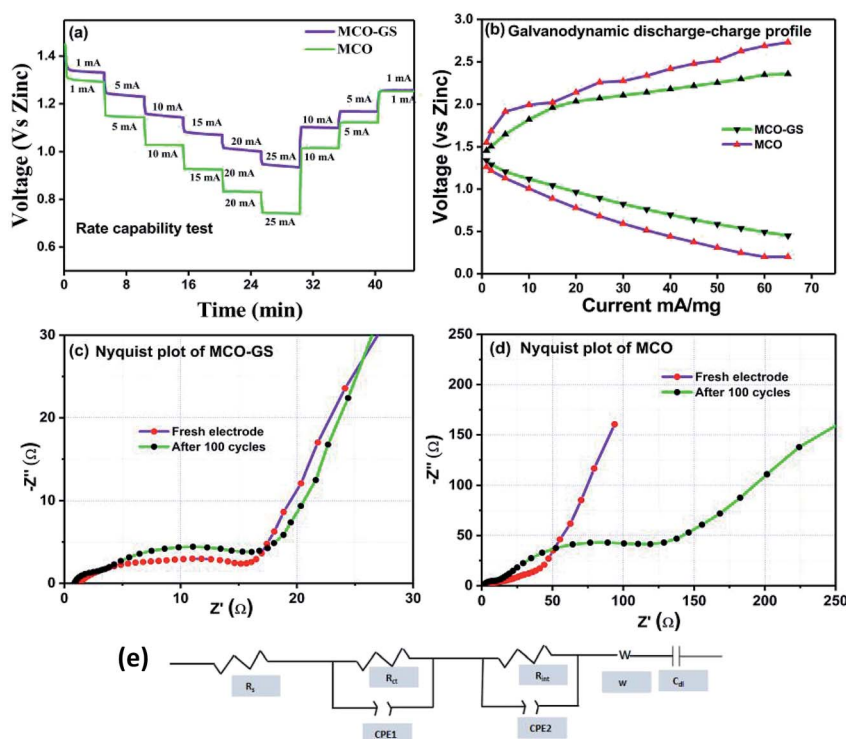 (a)
MCO-GS
MCO
1 mA
1 mA
5 mA
5 mA
10 mA
10 mA
15 mA
15 mA
20 mA
20 mA
25 mA
25 mA
10 mA
10 mA
5 mA
5 mA
1 mA
1 mA
Rate capability test
1.4
1.2
1.0
0.8
0.6
Voltage (Vs Zinc)
0 8 16 24 32 40
Time (min)
(b) Galvanodynamic discharge-charge profile
MCO-GS
MCO
3.0
2.5
2.0
1.5
1.0
0.5
0.0
Voltage (vs Zinc)
0 10 20 30 40 50 60 70
Current mA/mg
(c) Nyquist plot of MCO-GS
Fresh electrode
After 100 cycles
30
20
10
0
-Z'' (Ω)
0 10 20 30
Z' (Ω)
(d) Nyquist plot of MCO
Fresh electrode
After 100 cycles
-250
-200
-150
-100
-50
0
-Z'' (Ω)
0 50 100 150 200 250
Z' (Ω)
(e)
Rs
Rct
CPE1
Rint
CPE2
W
W
Cdl